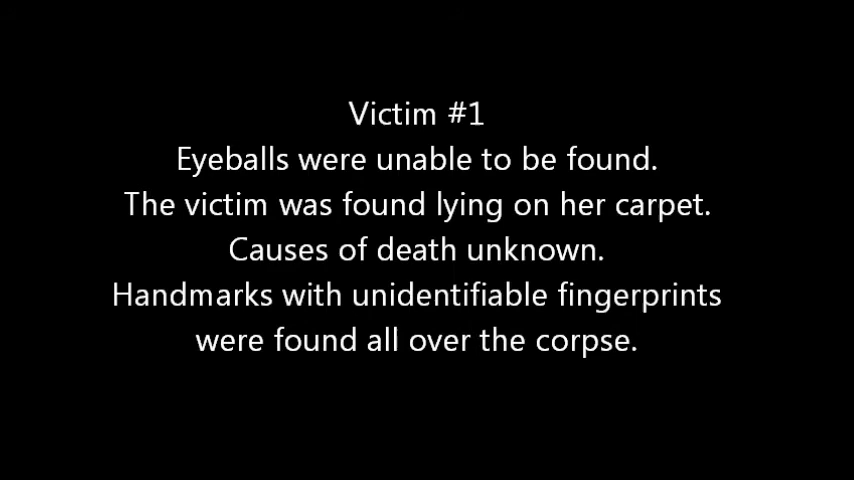 Victim #1
Eyeballs were unable to be found.
The victim was found lying on her carpet.
Causes of death unknown.
Handmarks with unidentifiable fingerprints
were found all over the corpse.